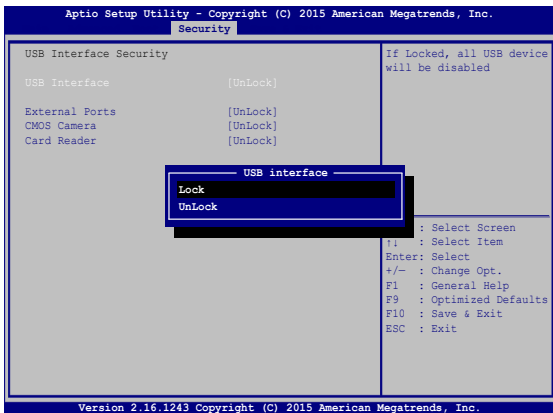 Aptio Setup Utility - Copyright (C) 2015 American Megatrends, Inc.
Security
USB Interface Security
USB Interface [UnLock]
External Ports [UnLock]
CMOS Camera [UnLock]
Card Reader [UnLock]
If Locked, all USB device
will be disabled
USB interface
Lock
UnLock
: Select Screen
↑↓ : Select Item
Enter: Select
+/— : Change Opt.
F1 : General Help
F9 : Optimized Defaults
F10 : Save & Exit
ESC : Exit
Version 2.16.1243 Copyright (C) 2015 American Megatrends, Inc.